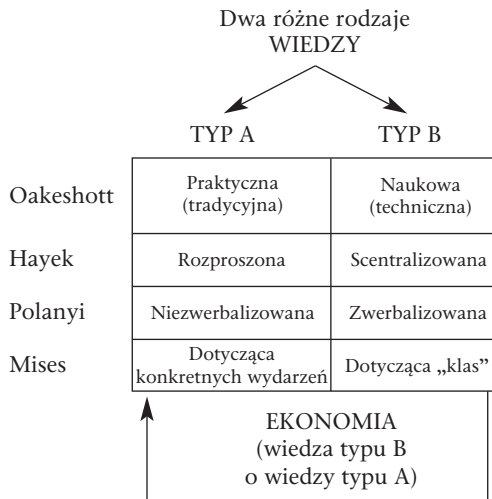 Dwa różne rodzaje
WIEDZY
TYP A TYP B
Oakeshott Praktyczna (tradycyjna) Naukowa (techniczna)
Hayek Rozproszona Scentralizowana
Polanyi Niezwerbalizowana Zwerbalizowana
Mises Dotycząca konkretnych wydarzeń Dotycząca „klas”
EKONOMIA
(wiedza typu B
o wiedzy typu A)